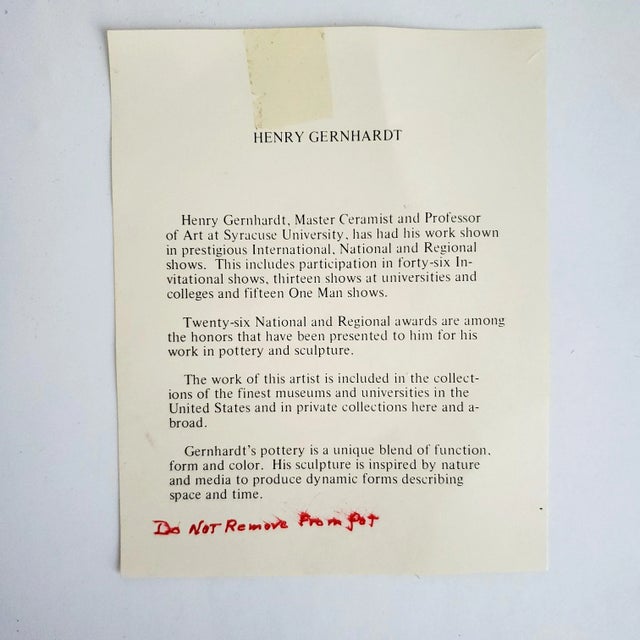 HENRY GERNHARDT
Henry Gernhardt, Master Ceramist and Professor
of Art at Syracuse University, has had his work shown
in prestigious International, National and Regional
shows. This includes participation in forty-six In-
vitational shows, thirteen shows at universities and
colleges and fifteen One Man shows.
Twenty-six National and Regional awards are among
the honors that have been presented to him for his
work in pottery and sculpture.
The work of this artist is included in the collect-
ions of the finest museums and universities in the
United States and in private collections here and a-
broad.
Gernhardt's pottery is a unique blend of function,
form and color. His sculpture is inspired by nature
and media to produce dynamic forms describing
space and time.
Do NOT Remove From pot